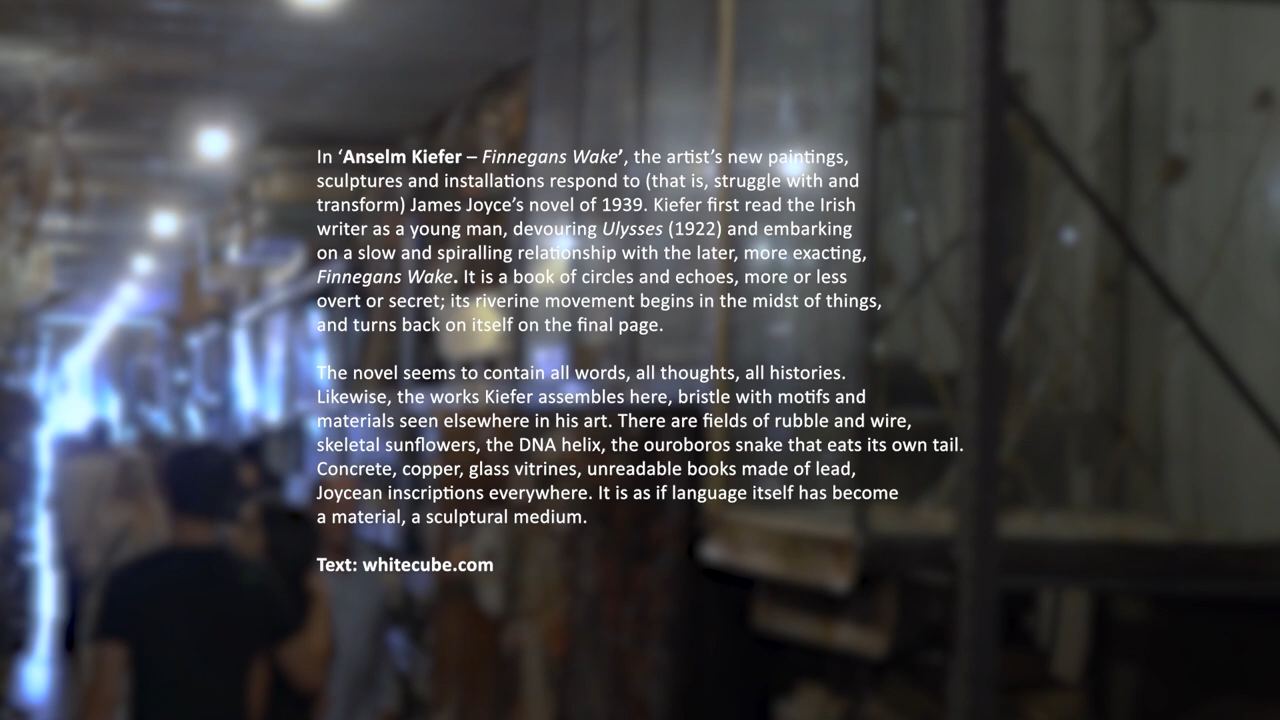 In ‘Anselm Kiefer – Finnegans Wake’, the artist’s new paintings,
sculptures and installations respond to (that is, struggle with and
transform) James Joyce’s novel of 1939. Kiefer first read the Irish
writer as a young man, devouring Ulysses (1922) and embarking
on a slow and spiralling relationship with the later, more exacting,
Finnegans Wake. It is a book of circles and echoes, more or less
overt or secret; its riverine movement begins in the midst of things,
and turns back on itself on the final page.
The novel seems to contain all words, all thoughts, all histories.
Likewise, the works Kiefer assembles here, bristle with motifs and
materials seen elsewhere in his art. There are fields of rubble and wire,
skeletal sunflowers, the DNA helix, the ouroboros snake that eats its own tail.
Concrete, copper, glass vitrines, unreadable books made of lead,
Joycean inscriptions everywhere. It is as if language itself has become
a material, a sculptural medium.
Text: whitecube.com